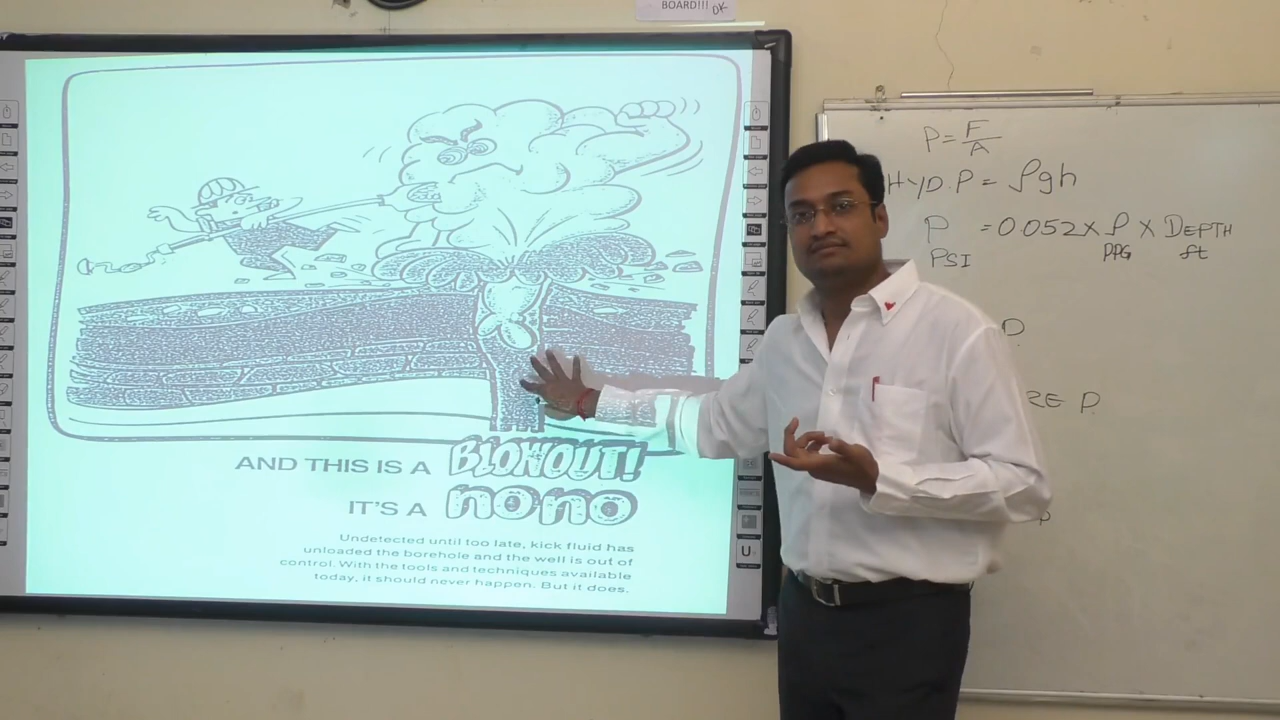 BOARD!!! OK
AND THIS IS A BLOWOUT!
IT'S A no no
Undetected until too late, kick fluid has
unloaded the borehole and the well is out of
control. With the tools and techniques available
today, it should never happen. But it does.
P = F/A
HYD. P = ρgh
P = 0.052 × ρ × DEPTH
PSI PPG ft
P.
RE P.
P
U